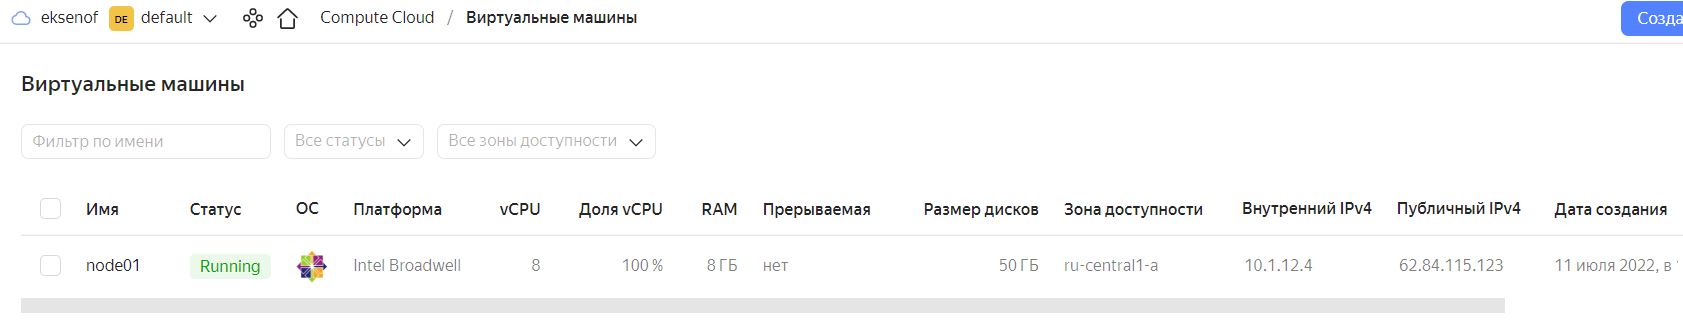 eksenof DE default Compute Cloud / Виртуальные машины Созда
Виртуальные машины
Фильтр по имени Все статусы Все зоны доступности
Имя Статус ОС Платформа vCPU Доля vCPU RAM Прерываемая Размер дисков Зона доступности Внутренний IPv4 Публичный IPv4 Дата создания
node01 Running Intel Broadwell 8 100 % 8 ГБ нет 50 ГБ ru-central1-a 10.1.12.4 62.84.115.123 11 июля 2022, в